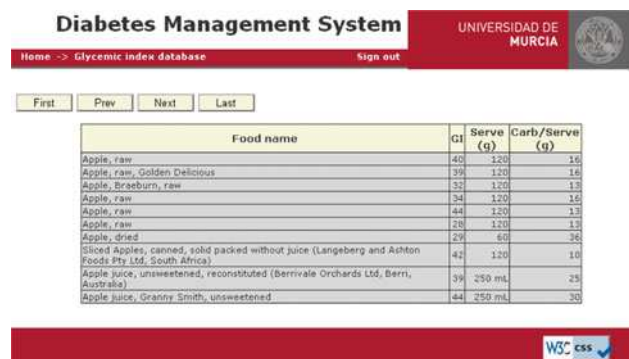 Diabetes Management System
UNIVERSIDAD DE
MURCIA
Home -> Glycemic index database Sign out
First Prev Next Last
Food name GI Serve (g) Carb/Serve (g)
Apple, raw 40 120 16
Apple, raw, Golden Delicious 39 120 16
Apple, Braeburn, raw 32 120 13
Apple, raw 34 120 16
Apple, raw 44 120 13
Apple, raw 28 120 13
Apple, dried 29 60 36
Sliced Apples, canned, solid packed without juice (Langeberg and Ashton
Foods Pty Ltd, South Africa) 42 120 10
Apple juice, unsweetened, reconstituted (Berrivale Orchards Ltd, Berri,
Australia) 39 250 mL 25
Apple juice, Granny Smith, unsweetened 44 250 mL 30
W3C css